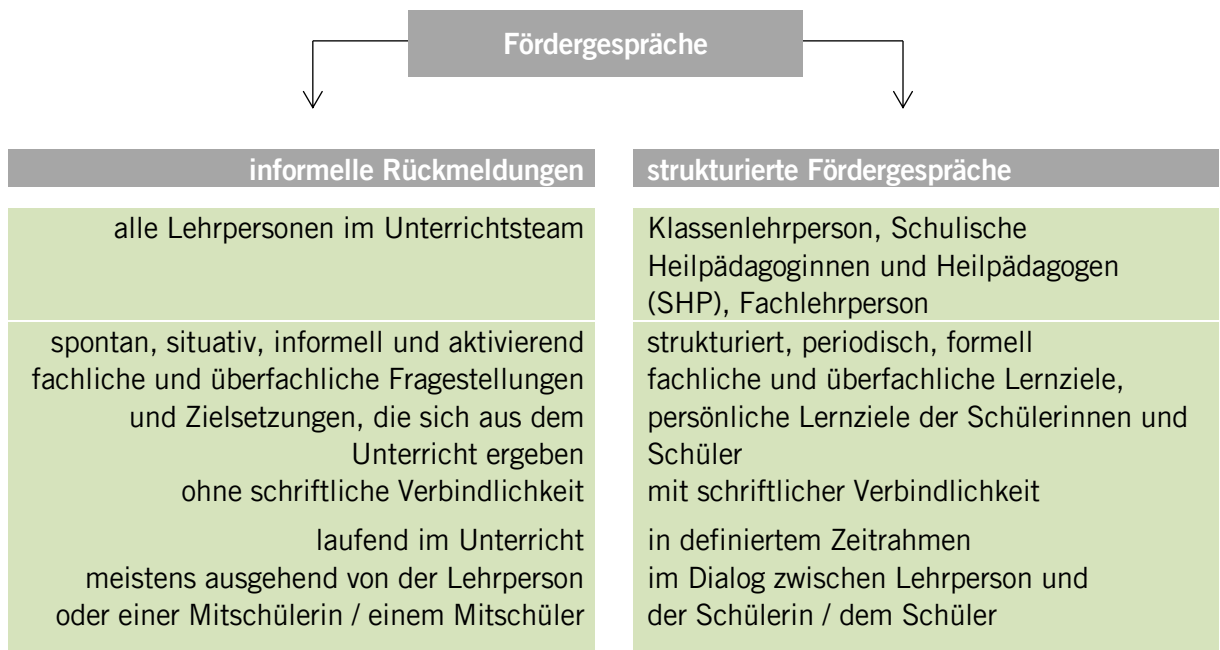 Fördergespräche
informelle Rückmeldungen
alle Lehrpersonen im Unterrichtsteam
spontan, situativ, informell und aktivierend
fachliche und überfachliche Fragestellungen
und Zielsetzungen, die sich aus dem
Unterricht ergeben
ohne schriftliche Verbindlichkeit
laufend im Unterricht
meistens ausgehend von der Lehrperson
oder einer Mitschülerin / einem Mitschüler
strukturierte Fördergespräche
Klassenlehrperson, Schulische
Heilpädagoginnen und Heilpädagogen
(SHP), Fachlehrperson
strukturiert, periodisch, formell
fachliche und überfachliche Lernziele,
persönliche Lernziele der Schülerinnen und
Schüler
mit schriftlicher Verbindlichkeit
in definiertem Zeitrahmen
im Dialog zwischen Lehrperson und
der Schülerin / dem Schüler